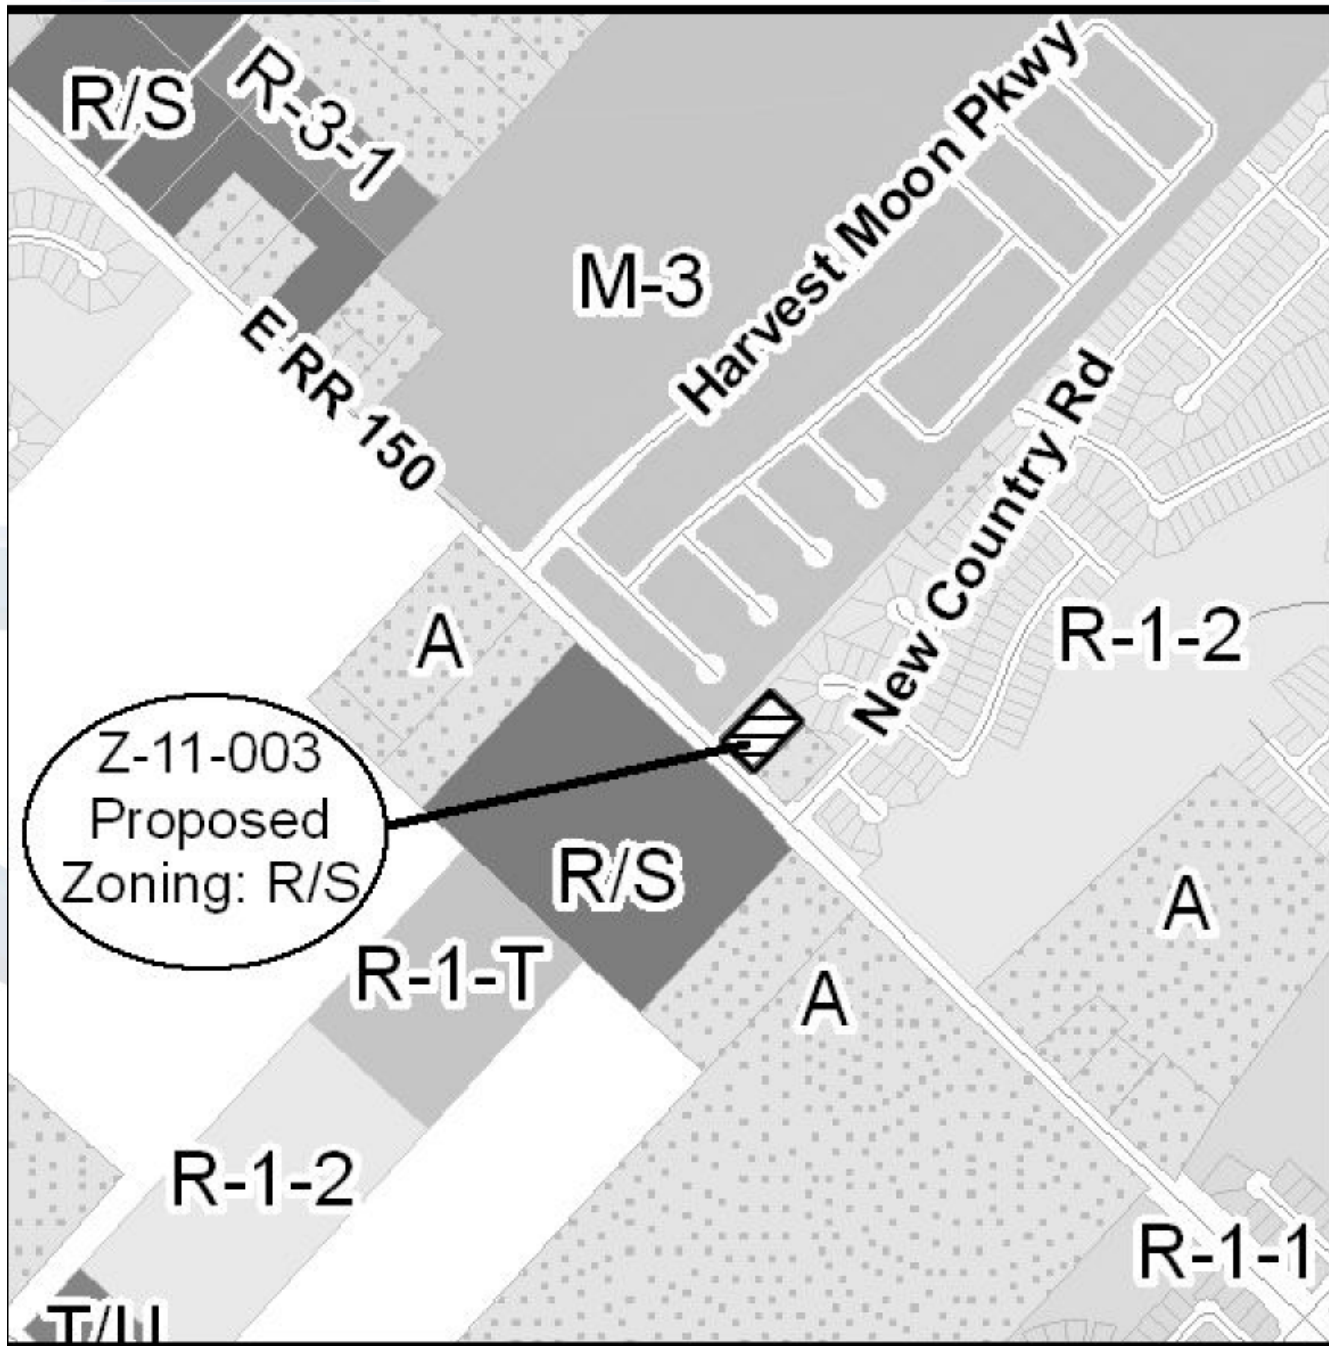 R/S
R-3-1
Harvest Moon Pkwy
M-3
E RR 150
New Country Rd
A
R-1-2
Z-11-003
Proposed
Zoning: R/S
R/S
A
R-1-T
A
R-1-2
R-1-1
T/U